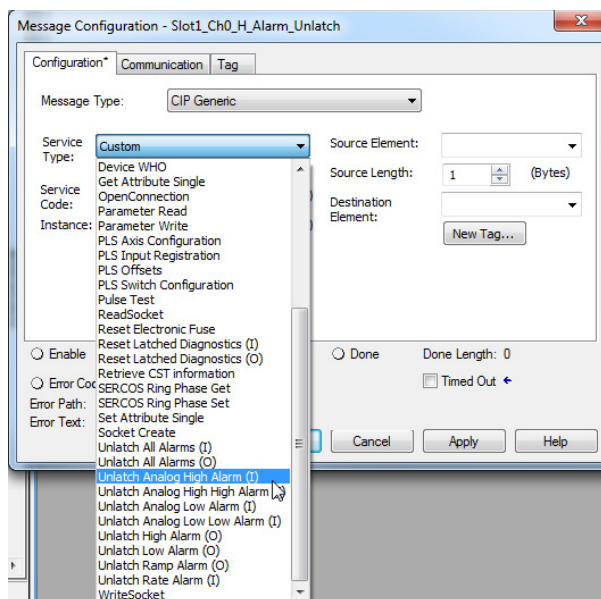 Message Configuration - Slot1_Ch0_H_Alarm_Unlatch
Configuration* Communication Tag
Message Type: CIP Generic
Service Type: Custom
Source Element:
Source Length: 1 (Bytes)
Destination Element:
New Tag...
Service Code:
Instance:
Device WHO
Get Attribute Single
OpenConnection
Parameter Read
Parameter Write
PLS Axis Configuration
PLS Input Registration
PLS Offsets
PLS Switch Configuration
Pulse Test
ReadSocket
Reset Electronic Fuse
Reset Latched Diagnostics (I)
Reset Latched Diagnostics (O)
Retrieve CST information
SERCOS Ring Phase Get
SERCOS Ring Phase Set
Set Attribute Single
Socket Create
Unlatch All Alarms (I)
Unlatch All Alarms (O)
Unlatch Analog High Alarm (I)
Unlatch Analog High High Alarm
Unlatch Analog Low Alarm (I)
Unlatch Analog Low Low Alarm (I)
Unlatch High Alarm (O)
Unlatch Low Alarm (O)
Unlatch Ramp Alarm (O)
Unlatch Rate Alarm (I)
WriteSocket
Enable
Done
Done Length: 0
Error
Timed Out
Error Path:
Error Text:
Cancel Apply Help